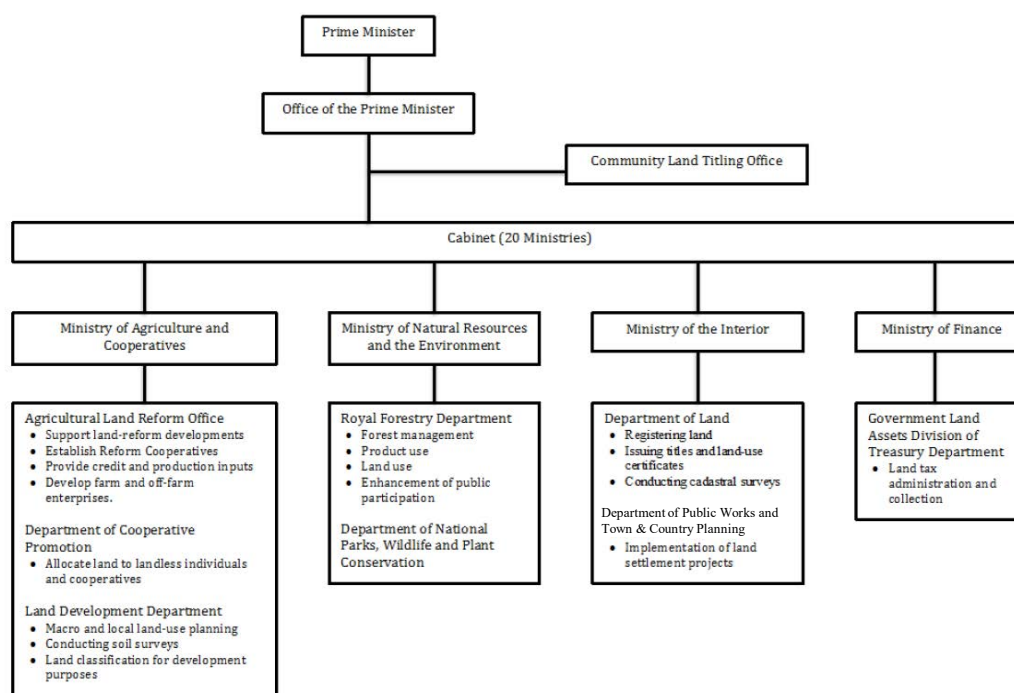 Prime Minister
Office of the Prime Minister
Community Land Titling Office
Cabinet (20 Ministries)
Ministry of Agriculture and
Cooperatives
Ministry of Natural Resources
and the Environment
Ministry of the Interior
Ministry of Finance
Agricultural Land Reform Office
• Support land-reform developments
• Establish Reform Cooperatives
• Provide credit and production inputs
• Develop farm and off-farm
enterprises.
Department of Cooperative
Promotion
• Allocate land to landless individuals
and cooperatives
Land Development Department
• Macro and local land-use planning
• Conducting soil surveys
• Land classification for development
purposes
Royal Forestry Department
• Forest management
• Product use
• Land use
• Enhancement of public
participation
Department of National
Parks, Wildlife and Plant
Conservation
Department of Land
• Registering land
• Issuing titles and land-use
certificates
• Conducting cadastral surveys
Department of Public Works and
Town & Country Planning
• Implementation of land
settlement projects
Government Land
Assets Division of
Treasury Department
• Land tax
administration and
collection